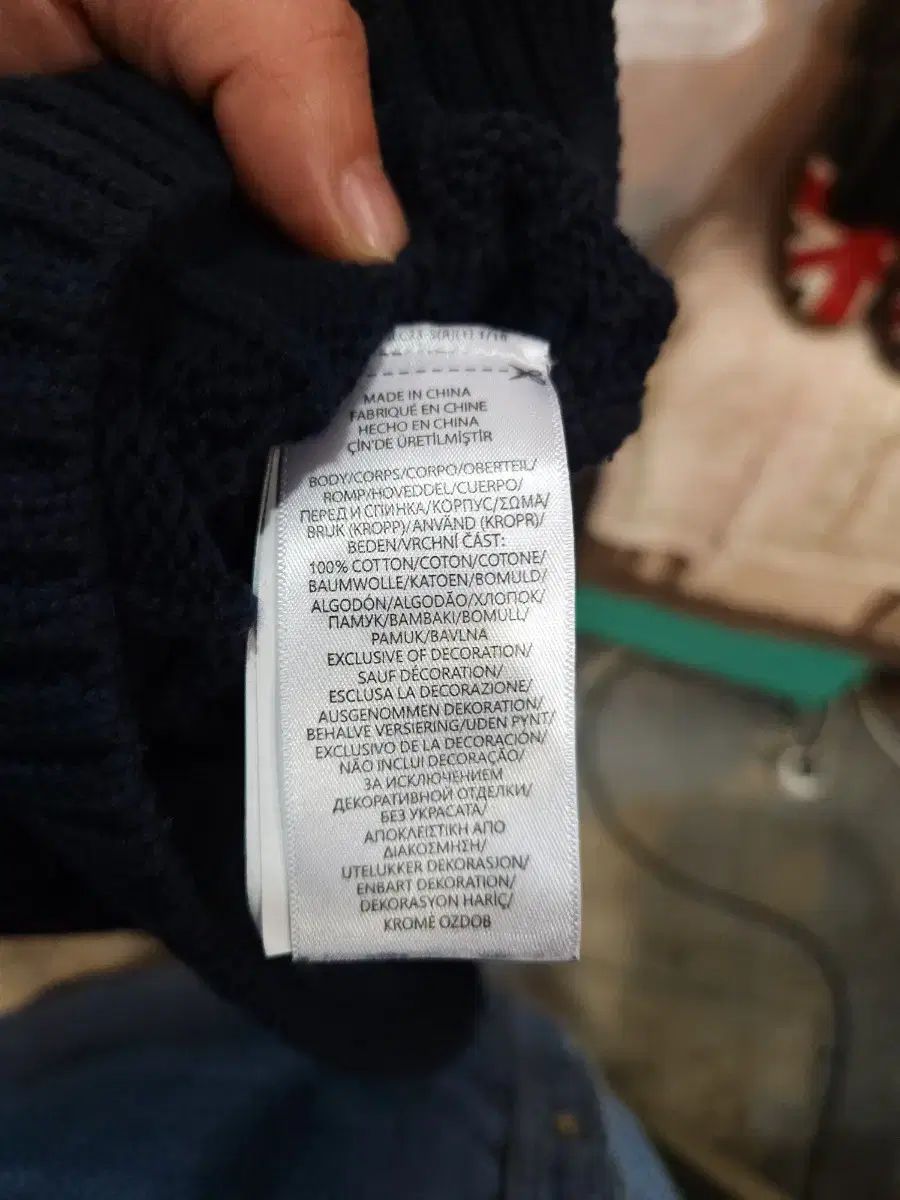 MADE IN CHINA
FABRIQUÉ EN CHINE
HECHO EN CHINA
ÇİN'DE ÜRETİLMİŞTİR
BODY/CORPS/CORPO/OBERTEIL/
ROMP/HOVEDDEL/CUERPO/
ПЕРЕД И СПИНКА/КОРПУС/ΣΩΜΑ/
BRUK (KROPP)/ANVÄND (KROPR)/
BEDEN/VRCHNÍ ČÁST:
100% COTTON/COTON/COTONE/
BAUMWOLLE/KATOEN/BOMULD/
ALGODÓN/ALGODÃO/ХЛОПОК/
ПАМУК/ΒΑΜΒΑΚΙ/BOMULL/
PAMUK/BAVLNA
EXCLUSIVE OF DECORATION/
SAUF DÉCORATION/
ESCLUSA LA DECORAZIONE/
AUSGENOMMEN DEKORATION/
BEHALVE VERSIERING/UDEN PYNT/
EXCLUSIVO DE LA DECORACIÓN/
NÃO INCLUI DECORAÇÃO/
ЗА ИСКЛЮЧЕНИЕМ
ДЕКОРАТИВНОЙ ОТДЕЛКИ/
БЕЗ УКРАСАТА/
ΑΠΟΚΛΕΙΣΤΙΚΗ ΑΠΟ
ΔΙΑΚΟΣΜΗΣΗ/
UTELUKKER DEKORASJON/
ENBART DEKORATION/
DEKORASYON HARİÇ/
KROMĚ OZDOB